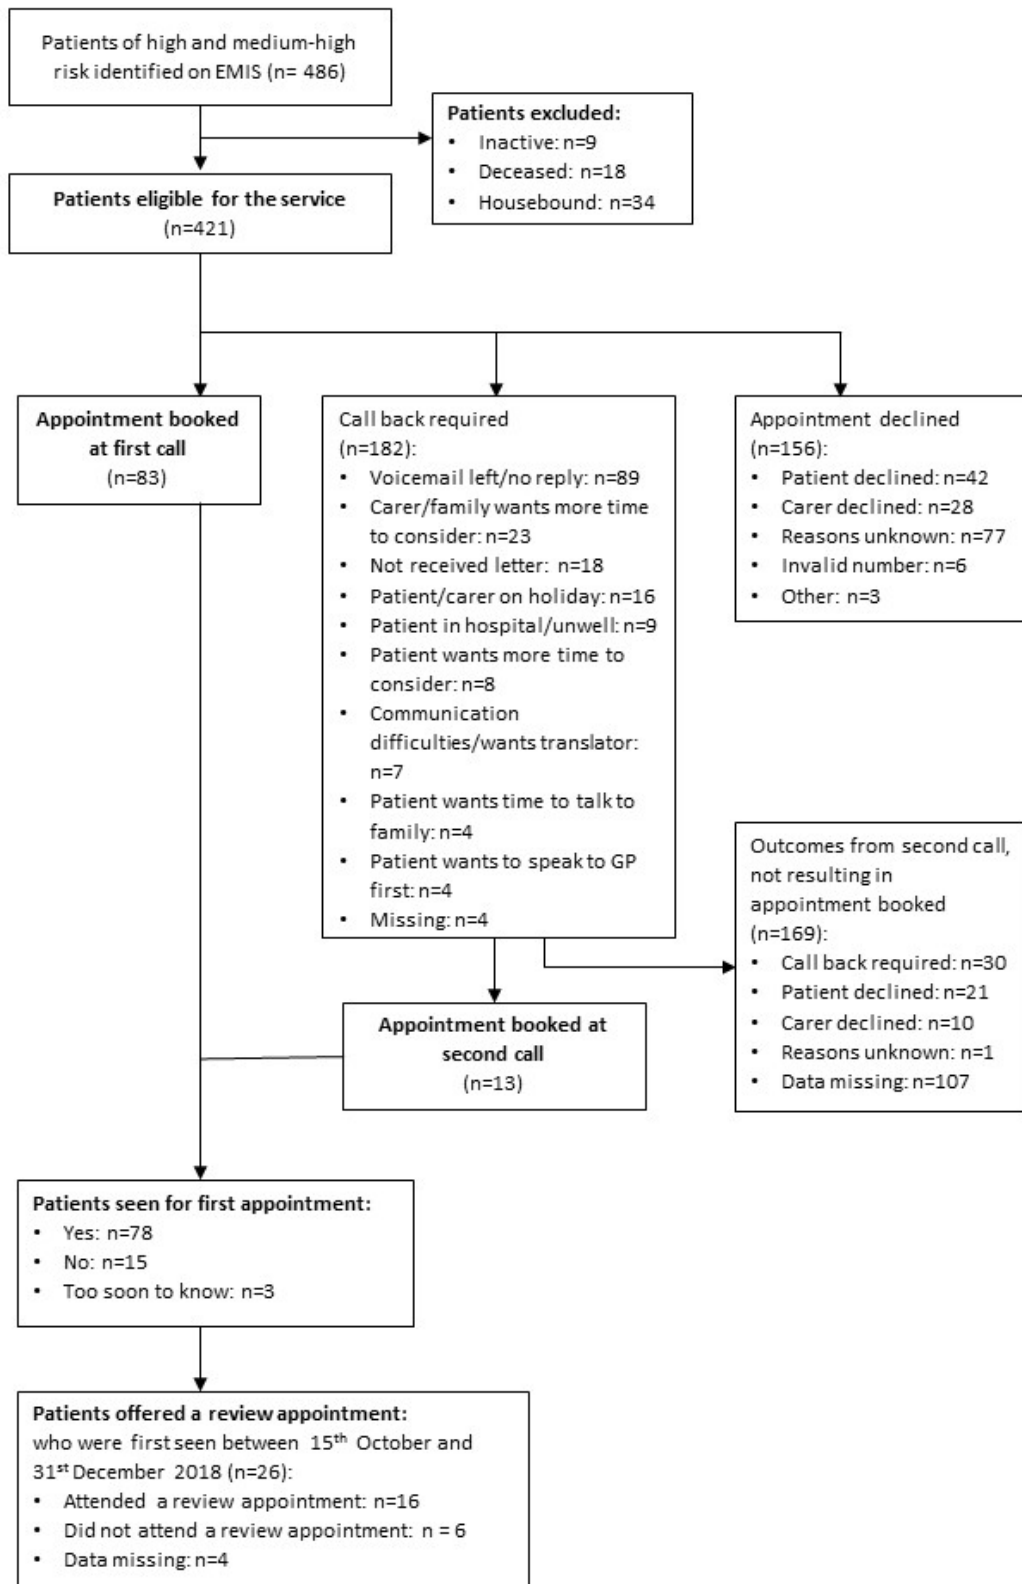 Patients of high and medium-high
risk identified on EMIS (n= 486)
Patients excluded:
• Inactive: n=9
• Deceased: n=18
• Housebound: n=34
Patients eligible for the service
(n=421)
Appointment booked
at first call
(n=83)
Call back required
(n=182):
• Voicemail left/no reply: n=89
• Carer/family wants more time
to consider: n=23
• Not received letter: n=18
• Patient/carer on holiday: n=16
• Patient in hospital/unwell: n=9
• Patient wants more time to
consider: n=8
• Communication
difficulties/wants translator:
n=7
• Patient wants time to talk to
family: n=4
• Patient wants to speak to GP
first: n=4
• Missing: n=4
Appointment declined
(n=156):
• Patient declined: n=42
• Carer declined: n=28
• Reasons unknown: n=77
• Invalid number: n=6
• Other: n=3
Outcomes from second call,
not resulting in
appointment booked
(n=169):
• Call back required: n=30
• Patient declined: n=21
• Carer declined: n=10
• Reasons unknown: n=1
• Data missing: n=107
Appointment booked at
second call
(n=13)
Patients seen for first appointment:
• Yes: n=78
• No: n=15
• Too soon to know: n=3
Patients offered a review appointment:
who were first seen between 15th October and
31st December 2018 (n=26):
• Attended a review appointment: n=16
• Did not attend a review appointment: n = 6
• Data missing: n=4